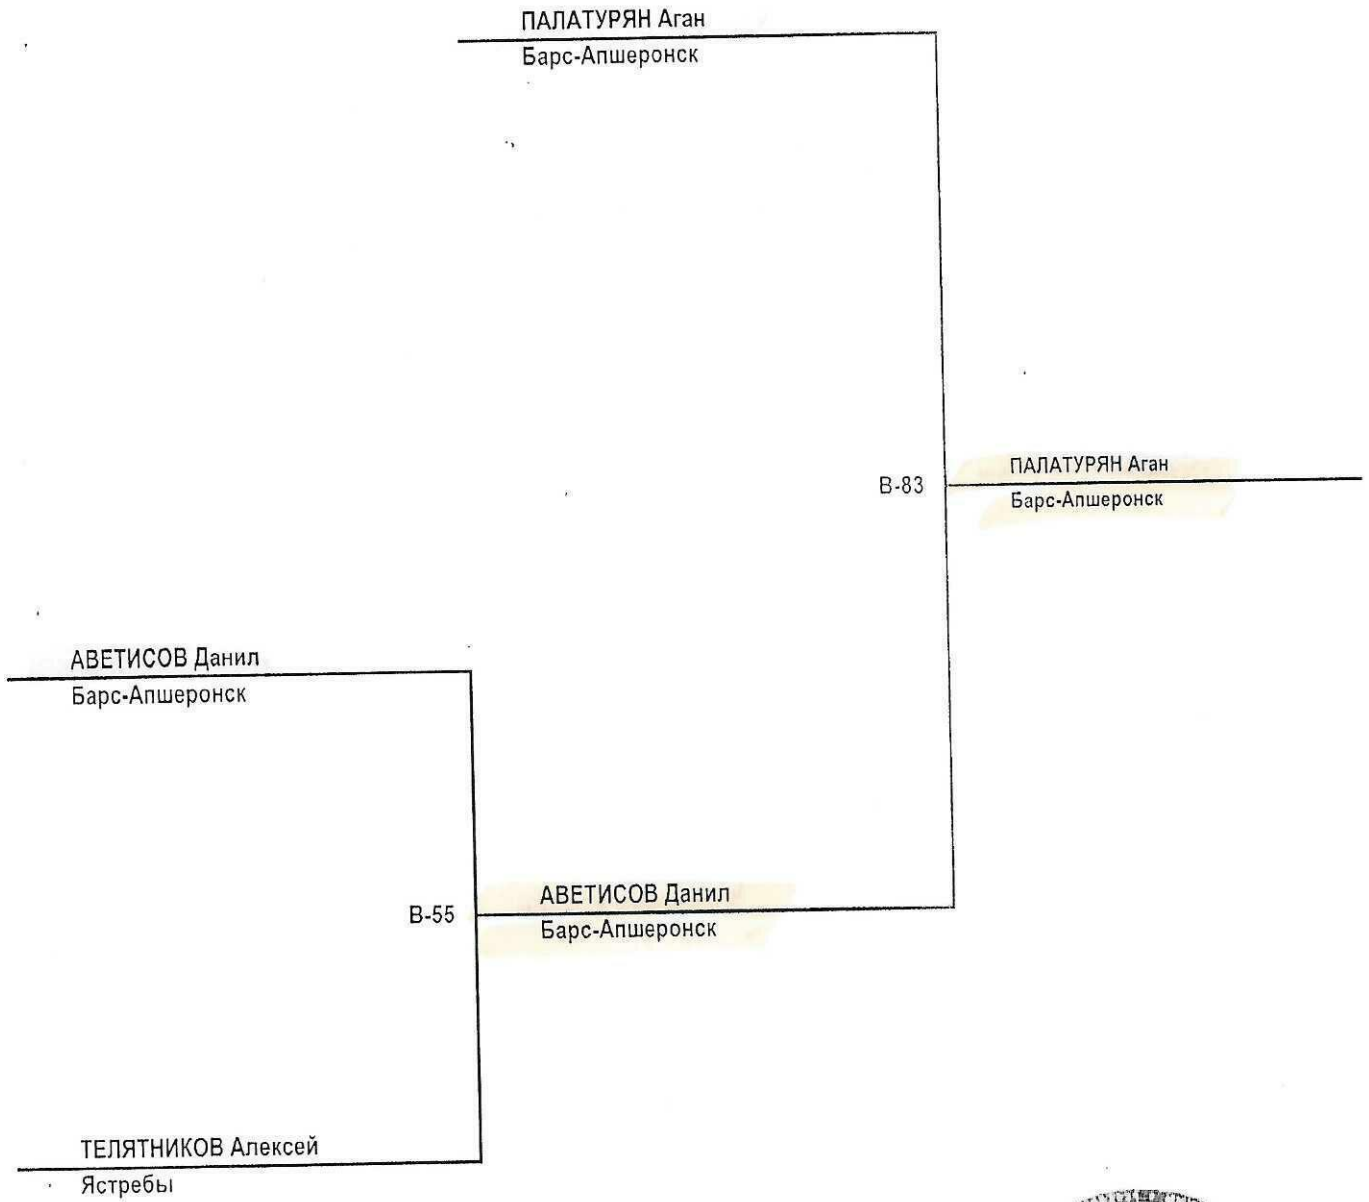 ПАЛАТУРЯН Аган
Барс-Апшеронск
В-83
ПАЛАТУРЯН Аган
Барс-Апшеронск
АВЕТИСОВ Данил
Барс-Апшеронск
В-55
АВЕТИСОВ Данил
Барс-Апшеронск
ТЕЛЯТНИКОВ Алексей
Ястребы